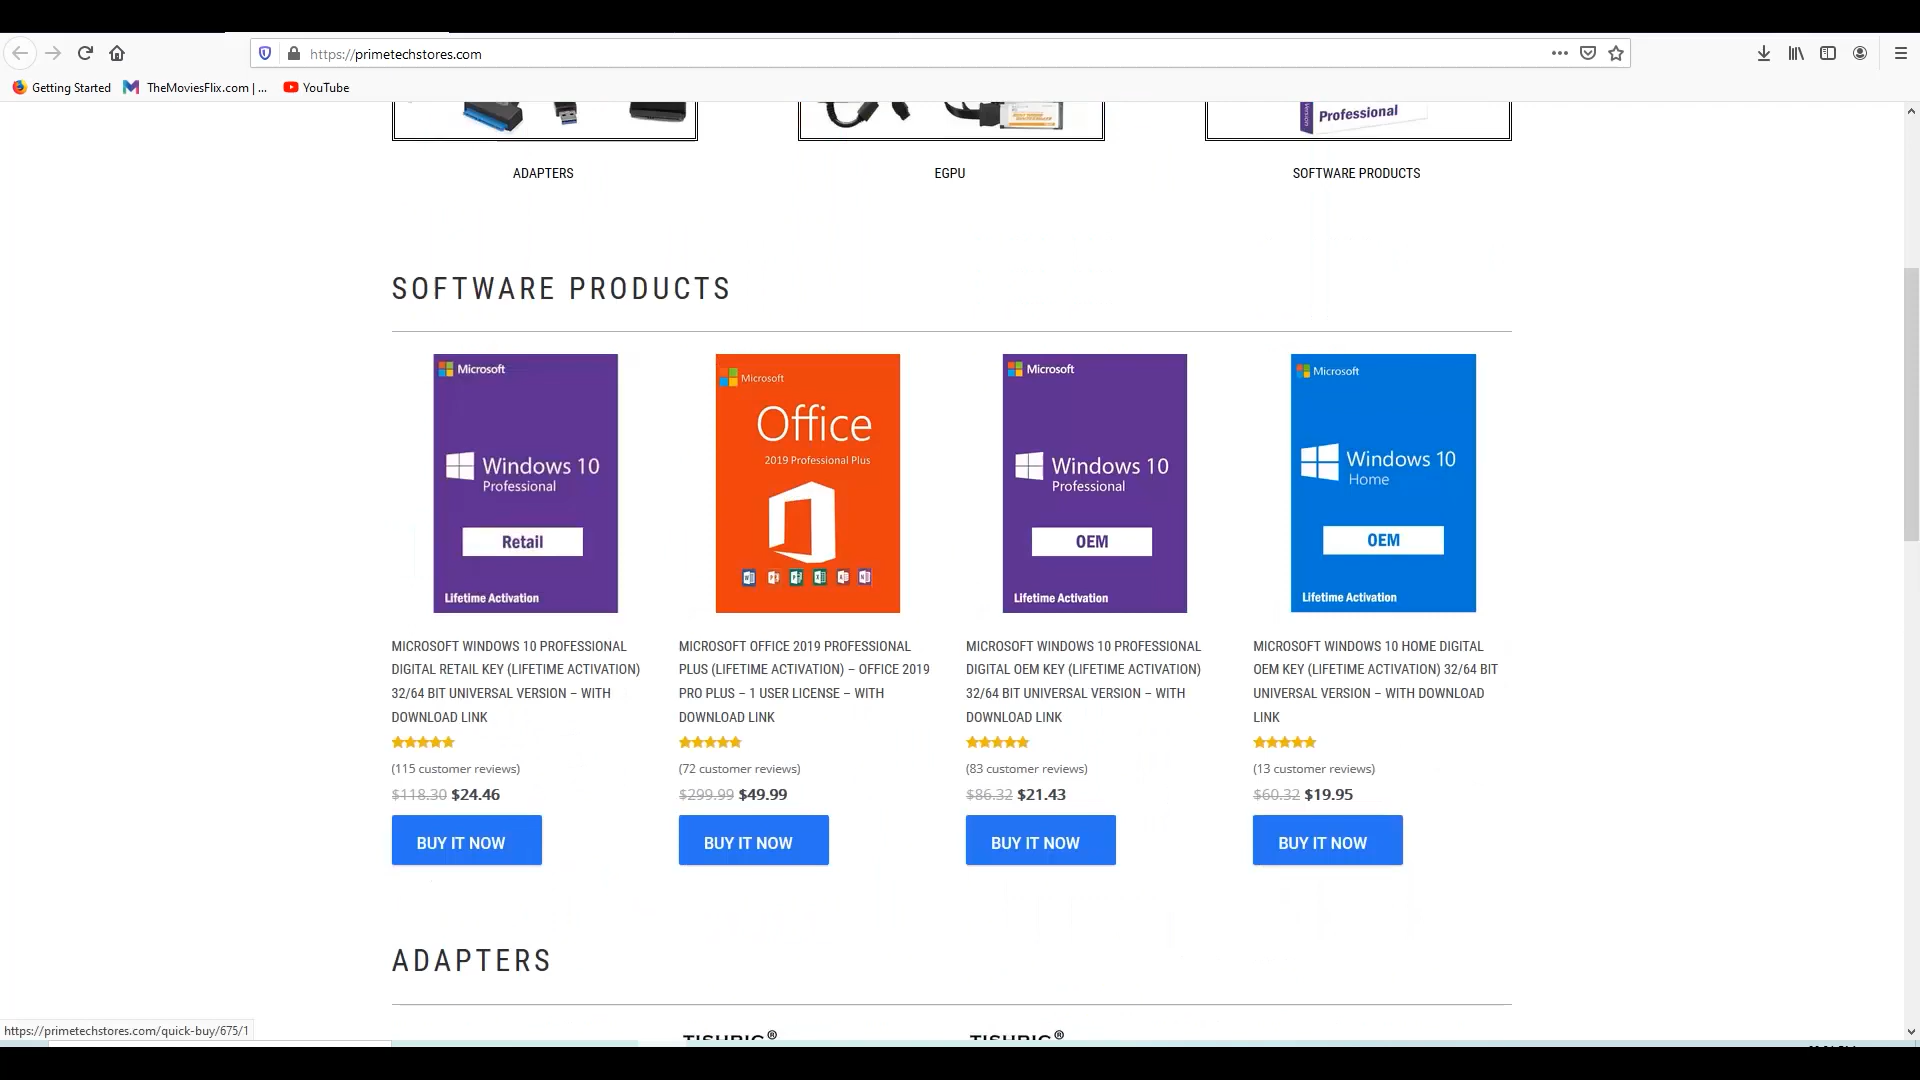 https://primetechstores.com
Getting Started
TheMoviesFlix.com | ...
YouTube
Professional
ADAPTERS
EGPU
SOFTWARE PRODUCTS
SOFTWARE PRODUCTS
Microsoft
Windows 10
Professional
Retail
Lifetime Activation
Microsoft
Office
2019 Professional Plus
Microsoft
Windows 10
Professional
OEM
Lifetime Activation
Microsoft
Windows 10
Home
OEM
Lifetime Activation
MICROSOFT WINDOWS 10 PROFESSIONAL
DIGITAL RETAIL KEY (LIFETIME ACTIVATION)
32/64 BIT UNIVERSAL VERSION – WITH
DOWNLOAD LINK
(115 customer reviews)
$118.30 $24.46
BUY IT NOW
MICROSOFT OFFICE 2019 PROFESSIONAL
PLUS (LIFETIME ACTIVATION) – OFFICE 2019
PRO PLUS – 1 USER LICENSE – WITH
DOWNLOAD LINK
(72 customer reviews)
$299.99 $49.99
BUY IT NOW
MICROSOFT WINDOWS 10 PROFESSIONAL
DIGITAL OEM KEY (LIFETIME ACTIVATION)
32/64 BIT UNIVERSAL VERSION – WITH
DOWNLOAD LINK
(83 customer reviews)
$86.32 $21.43
BUY IT NOW
MICROSOFT WINDOWS 10 HOME DIGITAL
OEM KEY (LIFETIME ACTIVATION) 32/64 BIT
UNIVERSAL VERSION – WITH DOWNLOAD
LINK
(13 customer reviews)
$60.32 $19.95
BUY IT NOW
ADAPTERS
https://primetechstores.com/quick-buy/675/1